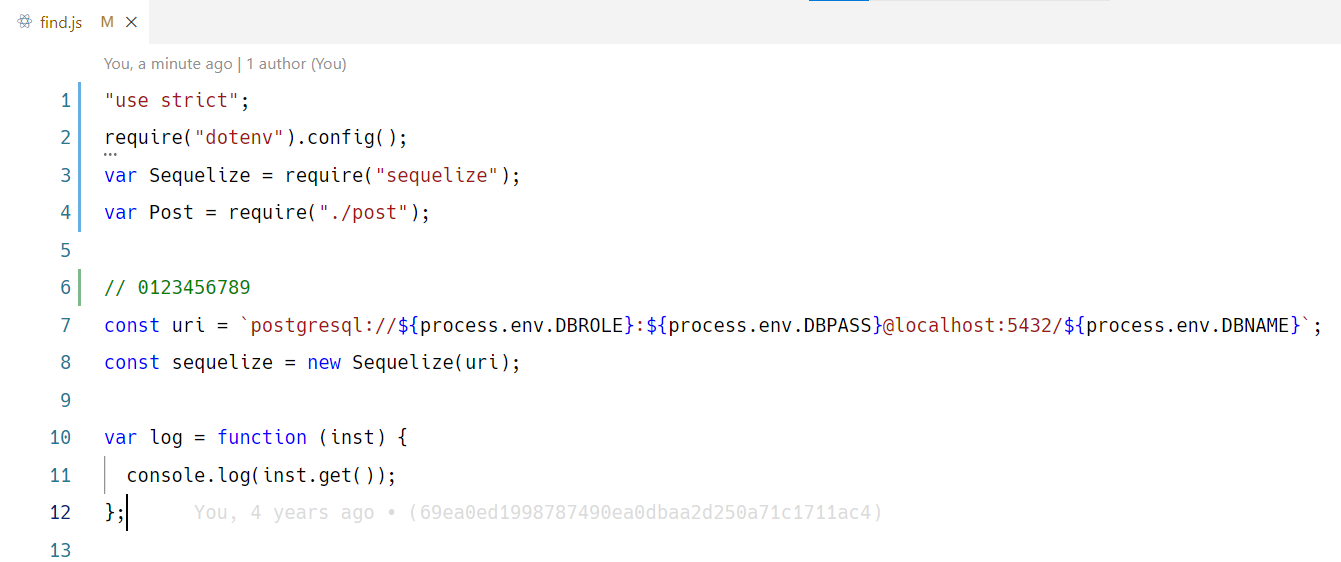 find.js M
You, a minute ago | 1 author (You)
1 "use strict";
2 require("dotenv").config();
3 var Sequelize = require("sequelize");
4 var Post = require("./post");
5
6 // 0123456789
7 const uri = `postgresql://${process.env.DBROLE}:${process.env.DBPASS}@localhost:5432/${process.env.DBNAME}`;
8 const sequelize = new Sequelize(uri);
9
10 var log = function (inst) {
11 console.log(inst.get());
12 }; You, 4 years ago • (69ea0ed1998787490ea0dbaa2d250a71c1711ac4)
13